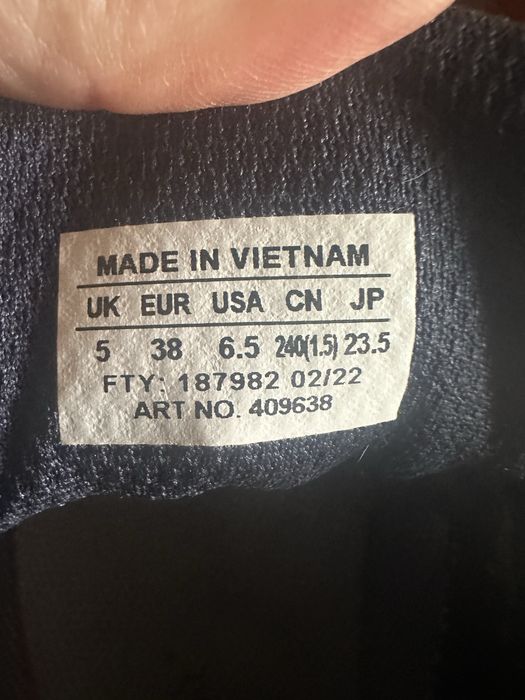 MADE IN VIETNAM
UK EUR USA CN JP
5 38 6.5 240(1.5) 23.5
FTY: 187982 02/22
ART NO. 409638